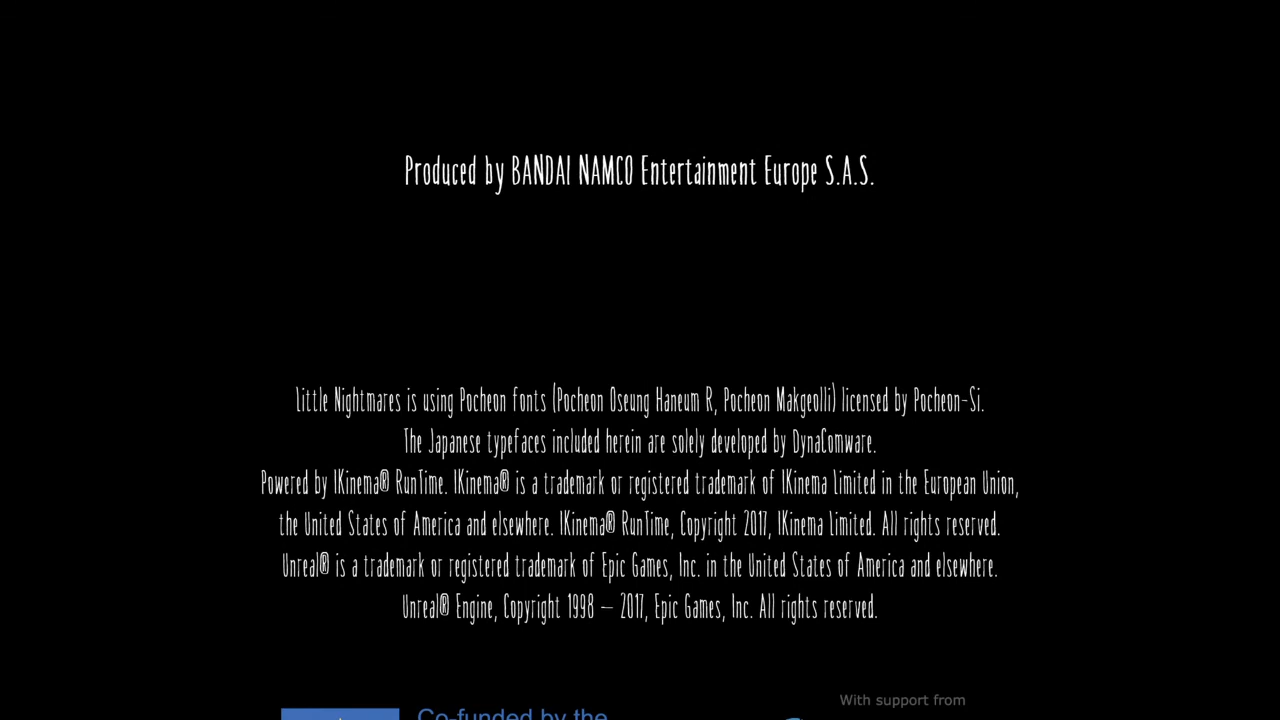 Produced by BANDAI NAMCO Entertainment Europe S.A.S.
Little Nightmares is using Pocheon fonts (Pocheon Oseung Haneum R, Pocheon Makgeolli) licensed by Pocheon-Si.
The Japanese typefaces included herein are solely developed by DynaComware.
Powered by IKinema® RunTime. IKinema® is a trademark or registered trademark of IKinema Limited in the European Union,
the United States of America and elsewhere. IKinema® RunTime, Copyright 2017, IKinema Limited. All rights reserved.
Unreal® is a trademark or registered trademark of Epic Games, Inc. in the United States of America and elsewhere.
Unreal® Engine, Copyright 1998 – 2017, Epic Games, Inc. All rights reserved.
With support from
Co-funded by the